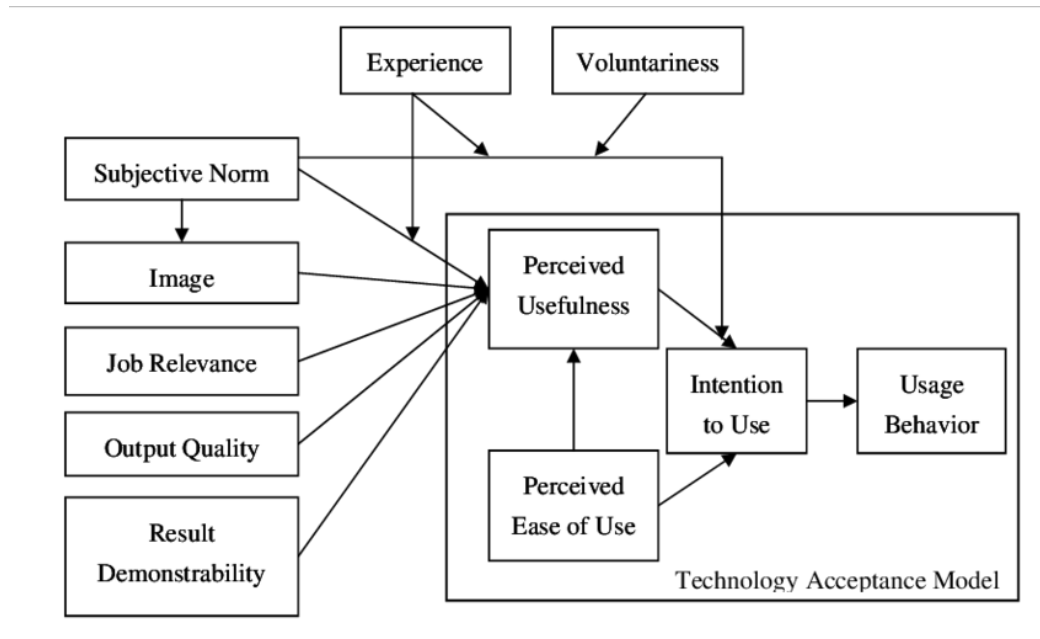 Experience
Voluntariness
Subjective Norm
Image
Job Relevance
Output Quality
Result
Demonstrability
Perceived
Usefulness
Perceived
Ease of Use
Intention
to Use
Usage
Behavior
Technology Acceptance Model